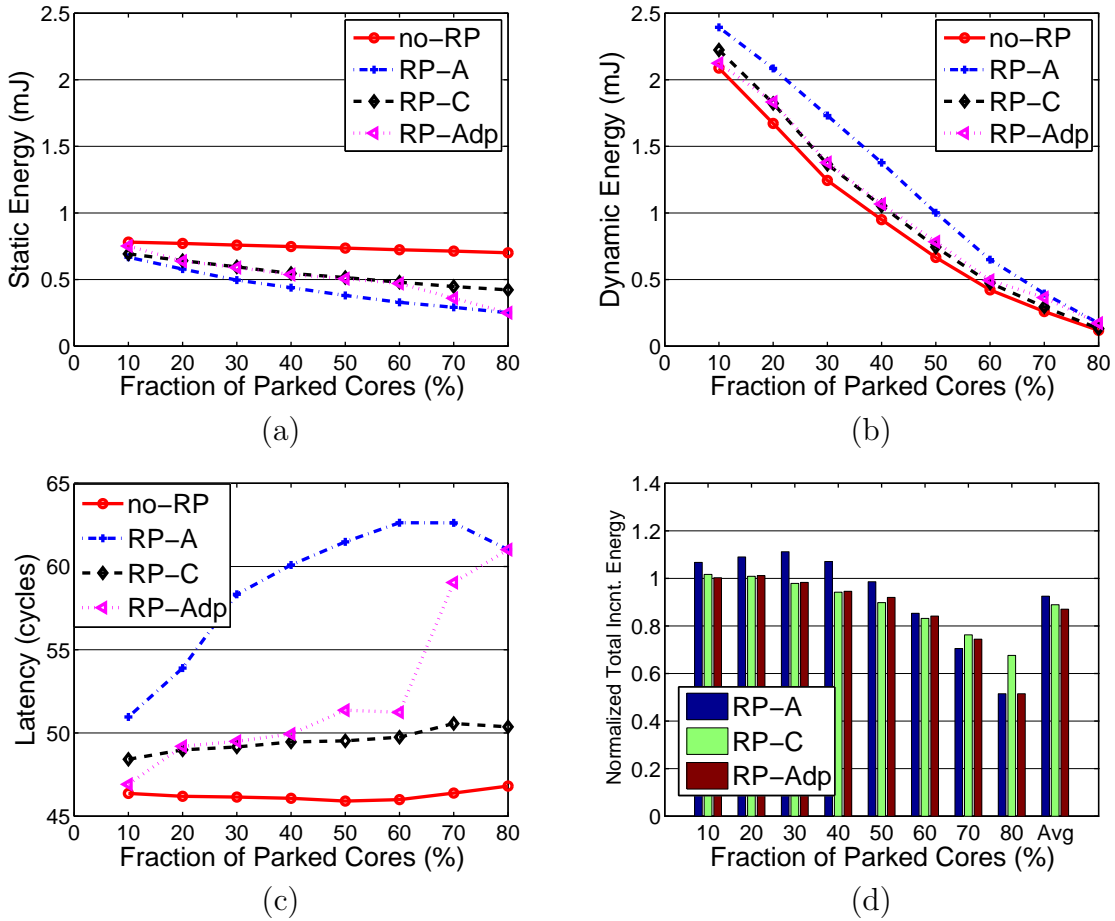 2.5
2
1.5
1
0.5
0
Static Energy (mJ)
no−RP
RP−A
RP−C
RP−Adp
10 20 30 40 50 60 70 80
Fraction of Parked Cores (%)
(a)
2.5
2
1.5
1
0.5
0
Dynamic Energy (mJ)
no−RP
RP−A
RP−C
RP−Adp
10 20 30 40 50 60 70 80
Fraction of Parked Cores (%)
(b)
65
60
55
50
45
Latency (cycles)
no−RP
RP−A
RP−C
RP−Adp
10 20 30 40 50 60 70 80
Fraction of Parked Cores (%)
(c)
1.4
1.2
1
0.8
0.6
0.4
0.2
0
Normalized Total Incnt. Energy
RP−A
RP−C
RP−Adp
10 20 30 40 50 60 70 80 Avg
Fraction of Parked Cores (%)
(d)